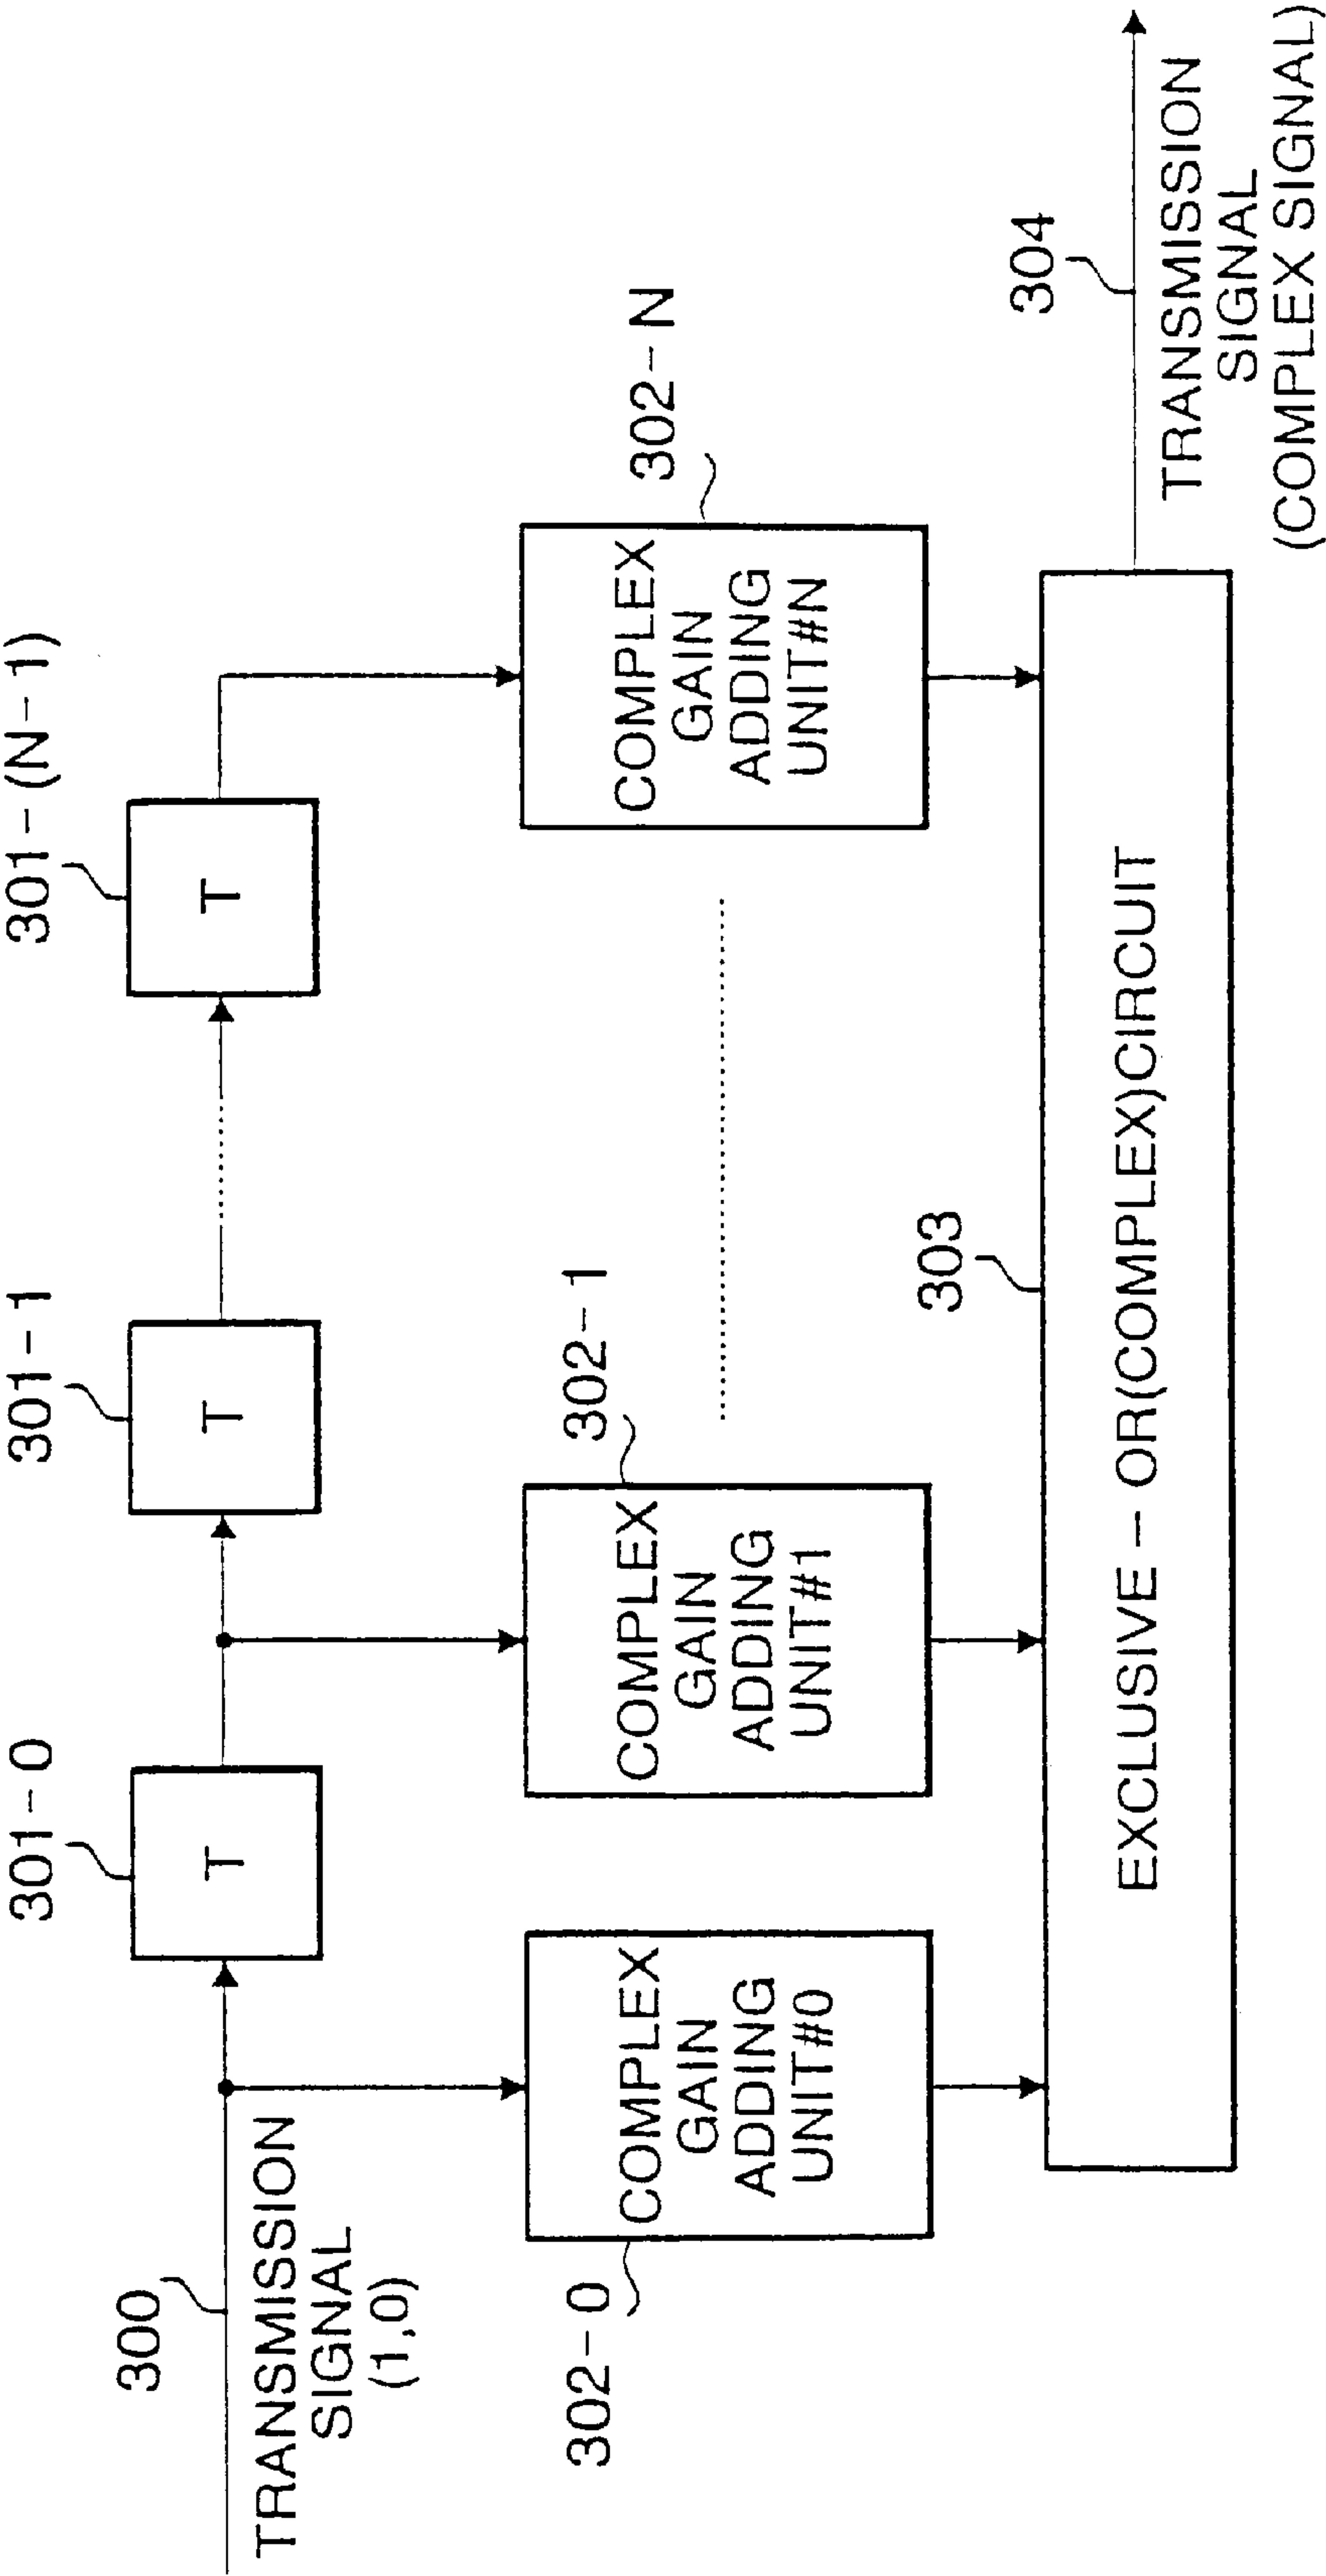 301-0
301-1
301-(N-1)
T
T
T
300
TRANSMISSION
SIGNAL
(1,0)
302-0
COMPLEX
GAIN
ADDING
UNIT#0
302-1
COMPLEX
GAIN
ADDING
UNIT#1
302-N
COMPLEX
GAIN
ADDING
UNIT#N
303
EXCLUSIVE-OR(COMPLEX)CIRCUIT
304
TRANSMISSION
SIGNAL
(COMPLEX SIGNAL)